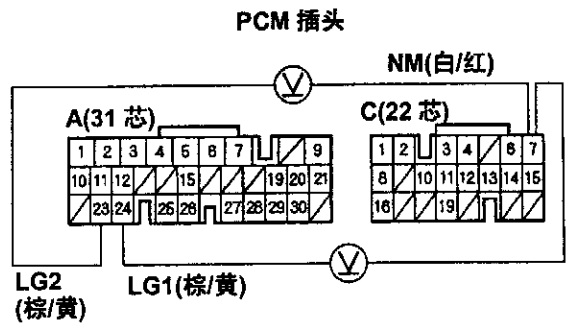 PCM 插头
NM(白/红)
V
A(31 芯)
C(22 芯)
1 2 3 4 5 6 7 9
10 11 12 15 19 20 21
23 24 25 26 27 28 29 30
1 2 3 4 6 7
8 10 11 12 13 14 15
16 19
V
LG2
(棕/黄)
LG1(棕/黄)